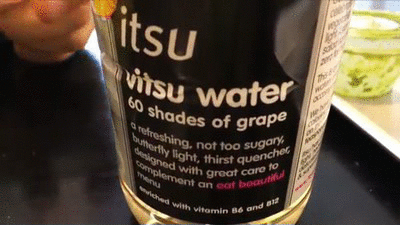 itsu
vitsu water
60 shades of grape
a refreshing, not too sugary,
butterfly light, thirst quencher,
designed with great care to
complement an eat beautiful
menu
enriched with vitamin B6 and B12